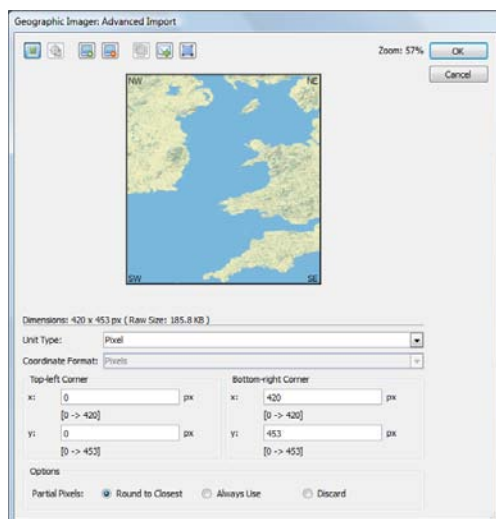 Geographic Imager: Advanced Import
Zoom: 57%
OK
Cancel
NW NE
SW SE
Dimensions: 420 x 453 px ( Raw Size: 185.8 KB )
Unit Type: Pixel
Coordinate Format: Pixels
Top-left Corner Bottom-right Corner
x: 0 px x: 420 px
[0 -> 420] [0 -> 420]
y: 0 px y: 453 px
[0 -> 453] [0 -> 453]
Options
Partial Pixels: Round to Closest Always Use Discard